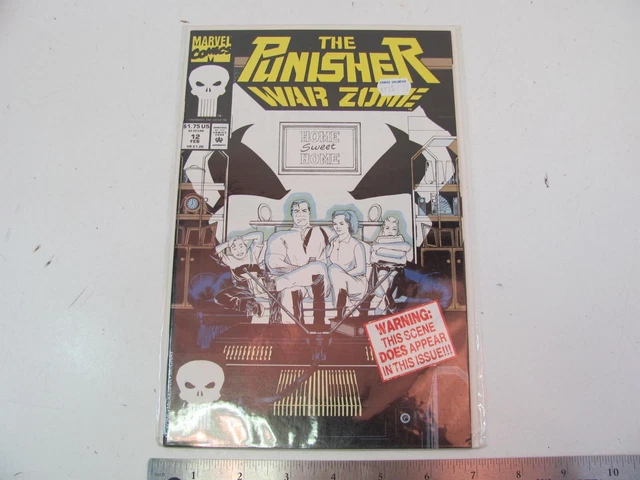 MARVEL
COMICS
THE
PUNISHER
WAR ZONE
$1.75 US
12
FEB
HOME
Sweet
HOME
WARNING:
THIS SCENE
DOES APPEAR
IN THIS ISSUE!!!
1 2 3 4 5 6 7 8 9 10